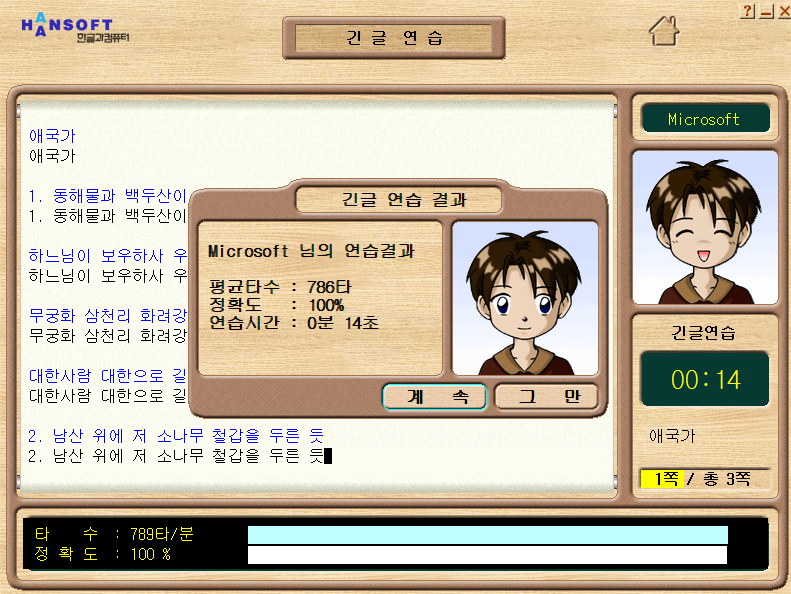 HANSOFT
한글과컴퓨터
긴 글 연 습
애국가
애국가
1. 동해물과 백두산이
1. 동해물과 백두산이
하느님이 보우하사 우
하느님이 보우하사 우
무궁화 삼천리 화려강
무궁화 삼천리 화려강
대한사람 대한으로 길
대한사람 대한으로 길
2. 남산 위에 저 소나무 철갑을 두른 듯
2. 남산 위에 저 소나무 철갑을 두른 듯
긴글 연습 결과
Microsoft 님의 연습결과
평균타수 : 786타
정확도 : 100%
연습시간 : 0분 14초
계 속
그 만
Microsoft
긴글연습
00:14
애국가
1쪽 / 총 3쪽
타 수 : 789타/분
정 확 도 : 100 %